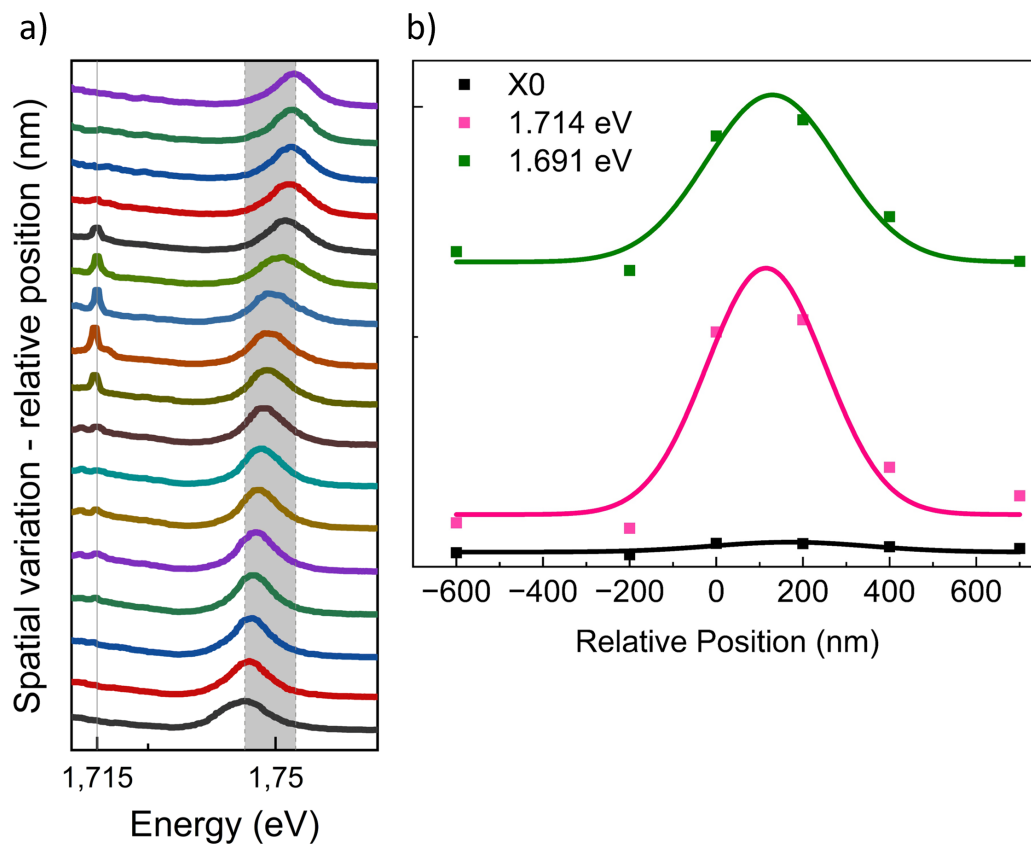 a)
Spatial variation - relative position (nm)
1,715
1,75
Energy (eV)
b)
X0
1.714 eV
1.691 eV
−600
−400
−200
0
200
400
600
Relative Position (nm)